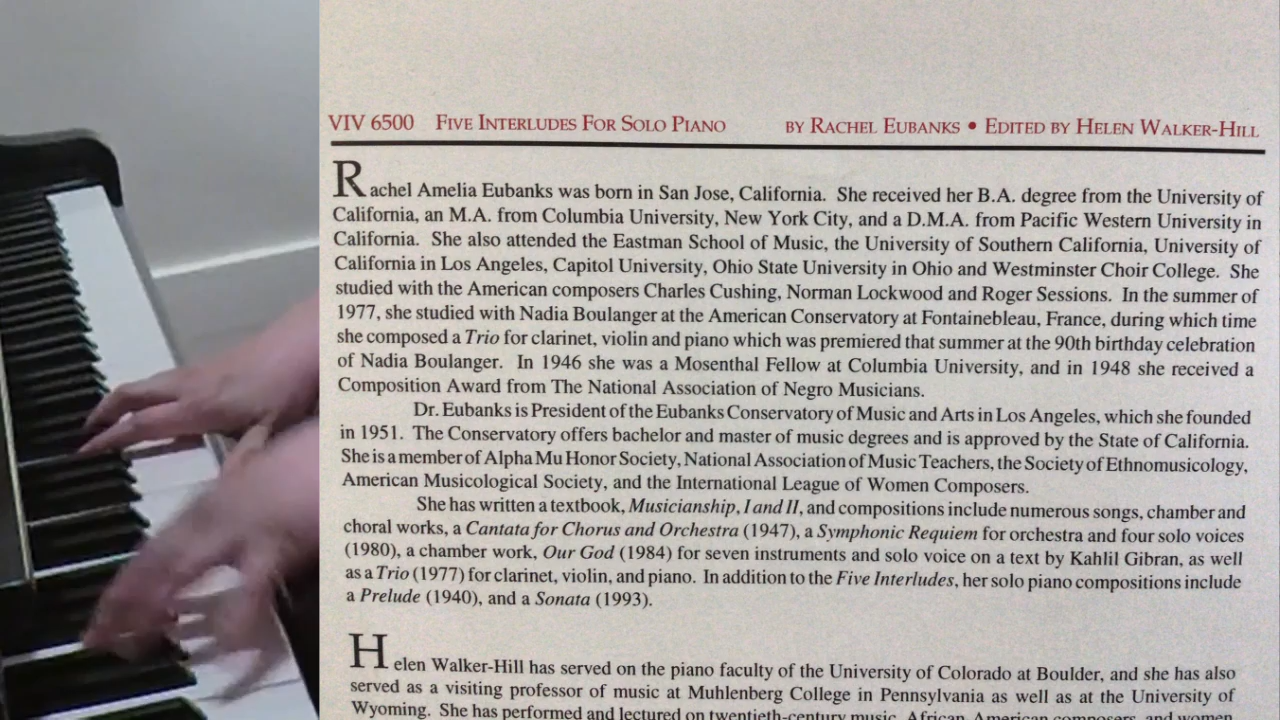 VIV 6500 FIVE INTERLUDES FOR SOLO PIANO BY RACHEL EUBANKS • EDITED BY HELEN WALKER-HILL
Rachel Amelia Eubanks was born in San Jose, California. She received her B.A. degree from the University of
California, an M.A. from Columbia University, New York City, and a D.M.A. from Pacific Western University in
California. She also attended the Eastman School of Music, the University of Southern California, University of
California in Los Angeles, Capitol University, Ohio State University in Ohio and Westminster Choir College. She
studied with the American composers Charles Cushing, Norman Lockwood and Roger Sessions. In the summer of
1977, she studied with Nadia Boulanger at the American Conservatory at Fontainebleau, France, during which time
she composed a Trio for clarinet, violin and piano which was premiered that summer at the 90th birthday celebration
of Nadia Boulanger. In 1946 she was a Mosenthal Fellow at Columbia University, and in 1948 she received a
Composition Award from The National Association of Negro Musicians.
Dr. Eubanks is President of the Eubanks Conservatory of Music and Arts in Los Angeles, which she founded
in 1951. The Conservatory offers bachelor and master of music degrees and is approved by the State of California.
She is a member of Alpha Mu Honor Society, National Association of Music Teachers, the Society of Ethnomusicology,
American Musicological Society, and the International League of Women Composers.
She has written a textbook, Musicianship, I and II, and compositions include numerous songs, chamber and
choral works, a Cantata for Chorus and Orchestra (1947), a Symphonic Requiem for orchestra and four solo voices
(1980), a chamber work, Our God (1984) for seven instruments and solo voice on a text by Kahlil Gibran, as well
as a Trio (1977) for clarinet, violin, and piano. In addition to the Five Interludes, her solo piano compositions include
a Prelude (1940), and a Sonata (1993).
Helen Walker-Hill has served on the piano faculty of the University of Colorado at Boulder, and she has also
served as a visiting professor of music at Muhlenberg College in Pennsylvania as well as at the University of
Wyoming. She has performed and lectured on twentieth-century music, African American composers, and women